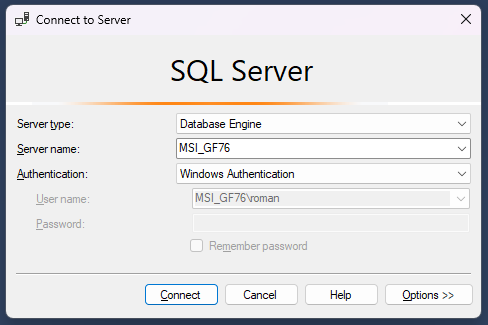 Connect to Server
SQL Server
Server type: Database Engine
Server name: MSI_GF76
Authentication: Windows Authentication
User name: MSI_GF76\roman
Password:
Remember password
Connect Cancel Help Options >>